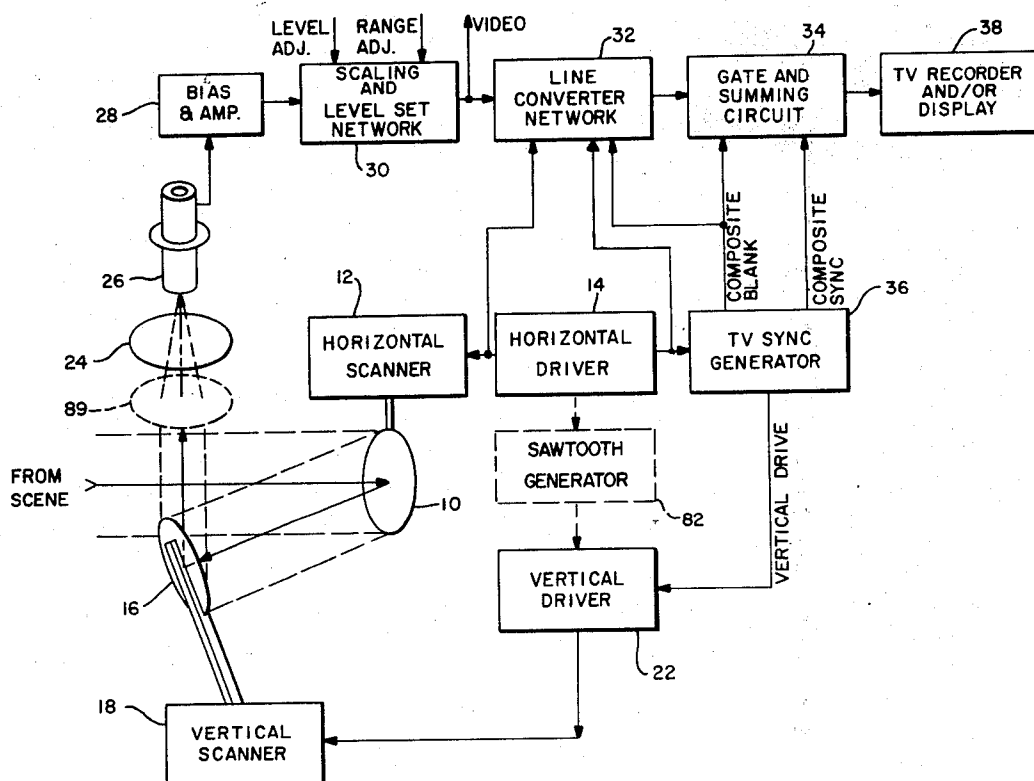 LEVEL
ADJ.
RANGE
ADJ.
VIDEO
28
BIAS
& AMP.
SCALING
AND
LEVEL SET
NETWORK
30
32
LINE
CONVERTER
NETWORK
34
GATE AND
SUMMING
CIRCUIT
38
TV RECORDER
AND/OR
DISPLAY
26
24
89
12
HORIZONTAL
SCANNER
14
HORIZONTAL
DRIVER
COMPOSITE
BLANK
COMPOSITE
SYNC
36
TV SYNC
GENERATOR
FROM
SCENE
10
SAWTOOTH
GENERATOR
82
VERTICAL DRIVE
16
VERTICAL
DRIVER
22
18
VERTICAL
SCANNER